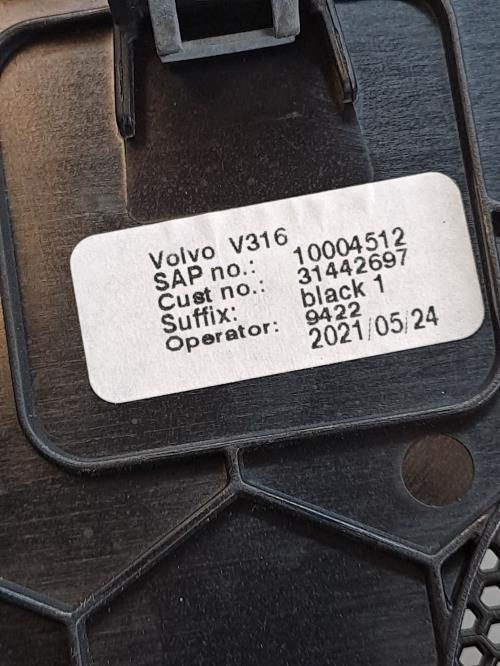 Volvo V316
SAP no.: 10004512
Cust no.: 31442697
Suffix: black 1
Operator: 9422
2021/05/24